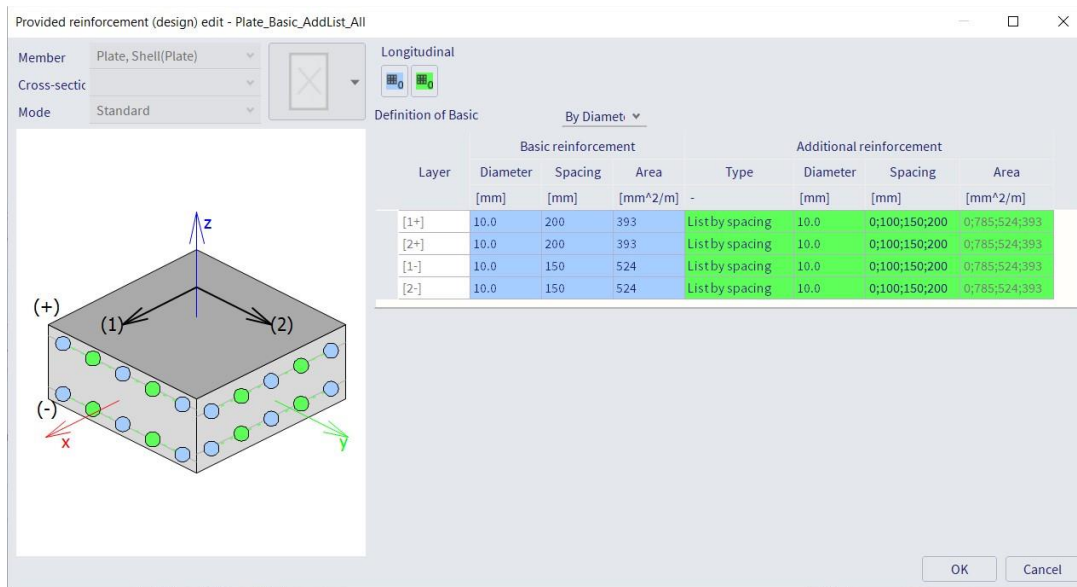 Provided reinforcement (design) edit - Plate_Basic_AddList_All
Member Plate, Shell(Plate)
Cross-sectic
Mode Standard
Longitudinal
0 0
Definition of Basic By Diamet
Basic reinforcement Additional reinforcement
Layer Diameter Spacing Area Type Diameter Spacing Area
[mm] [mm] [mm^2/m] - [mm] [mm] [mm^2/m]
[1+] 10.0 200 393 List by spacing 10.0 0;100;150;200 0;785;524;393
[2+] 10.0 200 393 List by spacing 10.0 0;100;150;200 0;785;524;393
[1-] 10.0 150 524 List by spacing 10.0 0;100;150;200 0;785;524;393
[2-] 10.0 150 524 List by spacing 10.0 0;100;150;200 0;785;524;393
z
(+)
(1) (2)
(-)
x y
OK Cancel